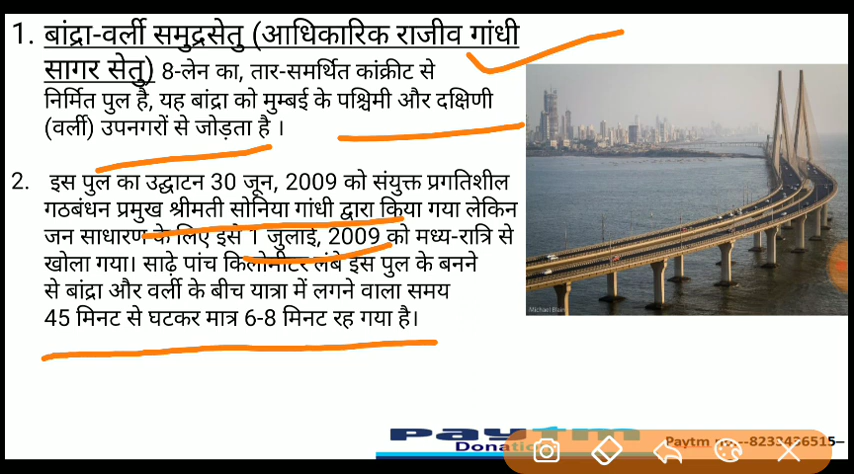 1. बांद्रा-वर्ली समुद्रसेतु (आधिकारिक राजीव गांधी
सागर सेतु) 8-लेन का, तार-समर्थित कांक्रीट से
निर्मित पुल है, यह बांद्रा को मुम्बई के पश्चिमी और दक्षिणी
(वर्ली) उपनगरों से जोड़ता है ।
2. इस पुल का उद्घाटन 30 जून, 2009 को संयुक्त प्रगतिशील
गठबंधन प्रमुख श्रीमती सोनिया गांधी द्वारा किया गया लेकिन
जन साधारण के लिए इसे 1 जुलाई, 2009 को मध्य-रात्रि से
खोला गया। साढ़े पांच किलोमीटर लंबे इस पुल के बनने
से बांद्रा और वर्ली के बीच यात्रा में लगने वाला समय
45 मिनट से घटकर मात्र 6-8 मिनट रह गया है।
Michael
paytm
Paytm